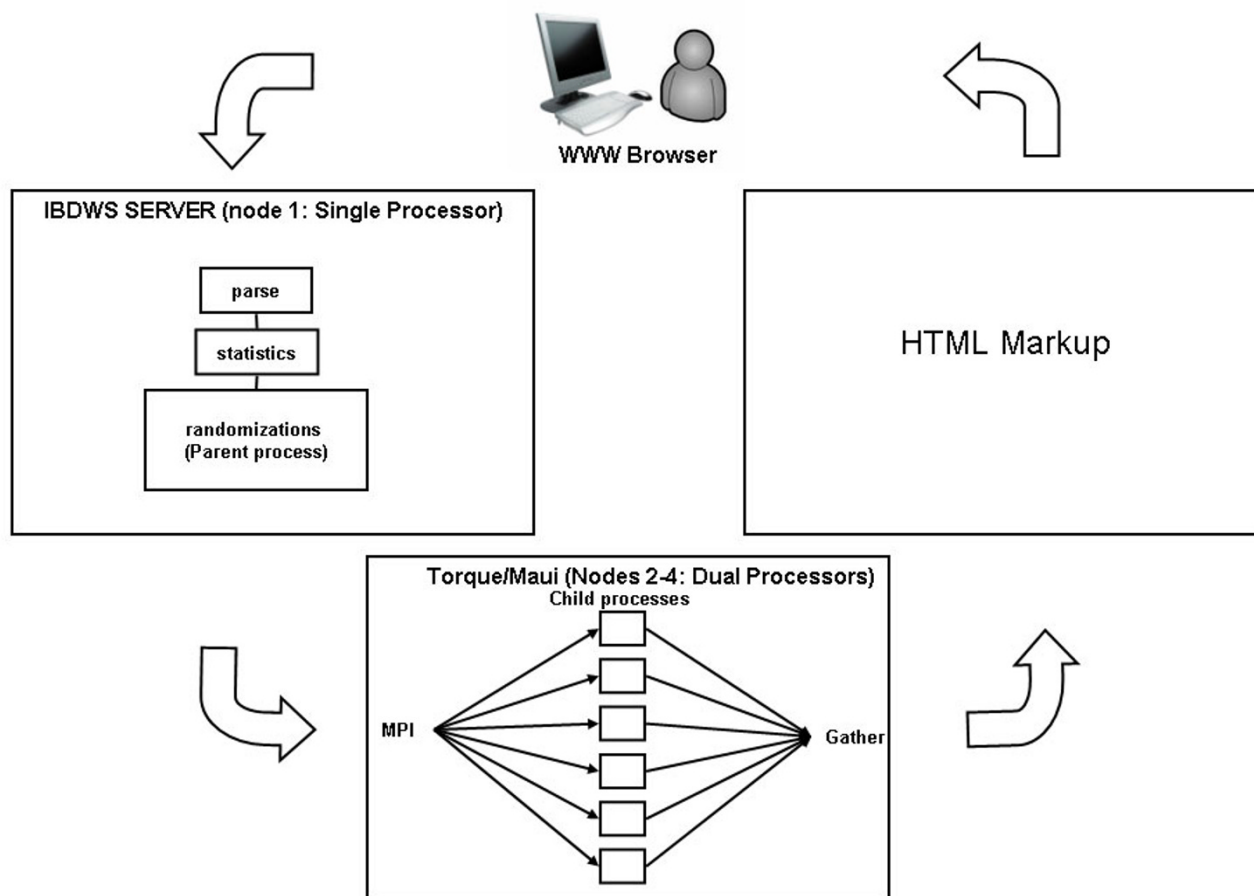 WWW Browser
IBDWS SERVER (node 1: Single Processor)
parse
statistics
randomizations
(Parent process)
HTML Markup
Torque/Maui (Nodes 2-4: Dual Processors)
Child processes
MPI
Gather